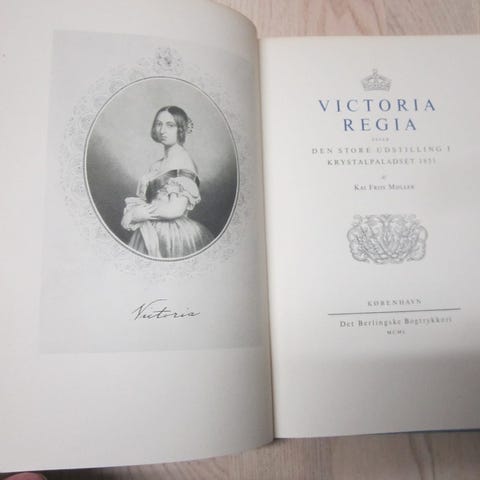 Victoria
VICTORIA
REGIA
ELLER
DEN STORE UDSTILLING I
KRYSTALPALADSET 1851
af
KAI FRIIS MØLLER
KØBENHAVN
Det Berlingske Bogtrykkeri
MCML